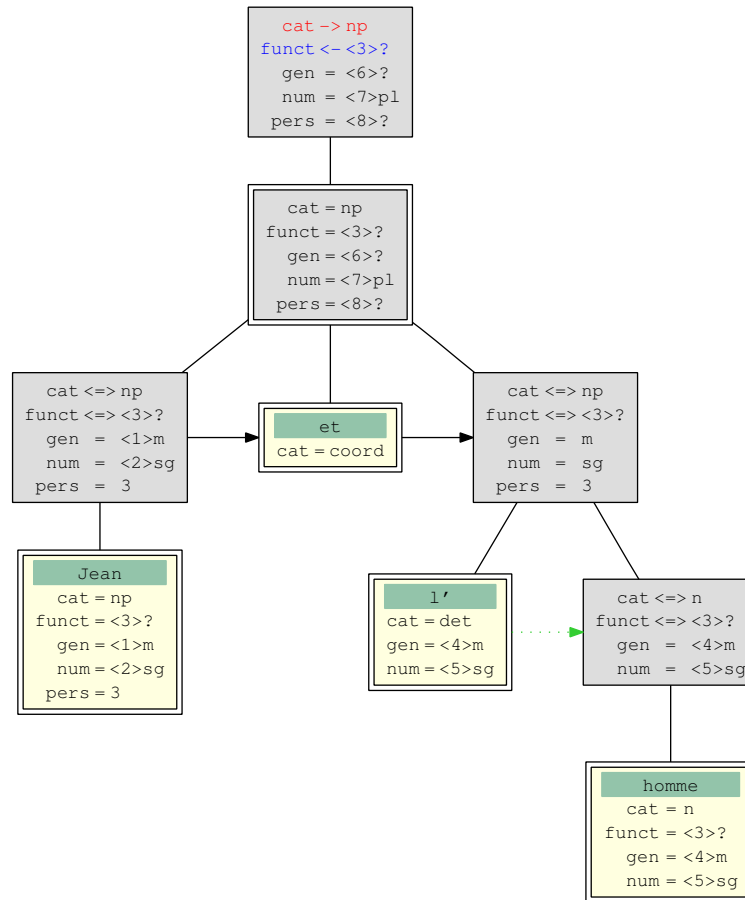 cat -> np
funct <- <3>?
gen = <6>?
num = <7>pl
pers = <8>?
cat = np
funct = <3>?
gen = <6>?
num = <7>pl
pers = <8>?
cat <=> np
funct <=> <3>?
gen = <1>m
num = <2>sg
pers = 3
et
cat = coord
cat <=> np
funct <=> <3>?
gen = m
num = sg
pers = 3
Jean
cat = np
funct = <3>?
gen = <1>m
num = <2>sg
pers = 3
l'
cat = det
gen = <4>m
num = <5>sg
cat <=> n
funct <=> <3>?
gen = <4>m
num = <5>sg
homme
cat = n
funct = <3>?
gen = <4>m
num = <5>sg